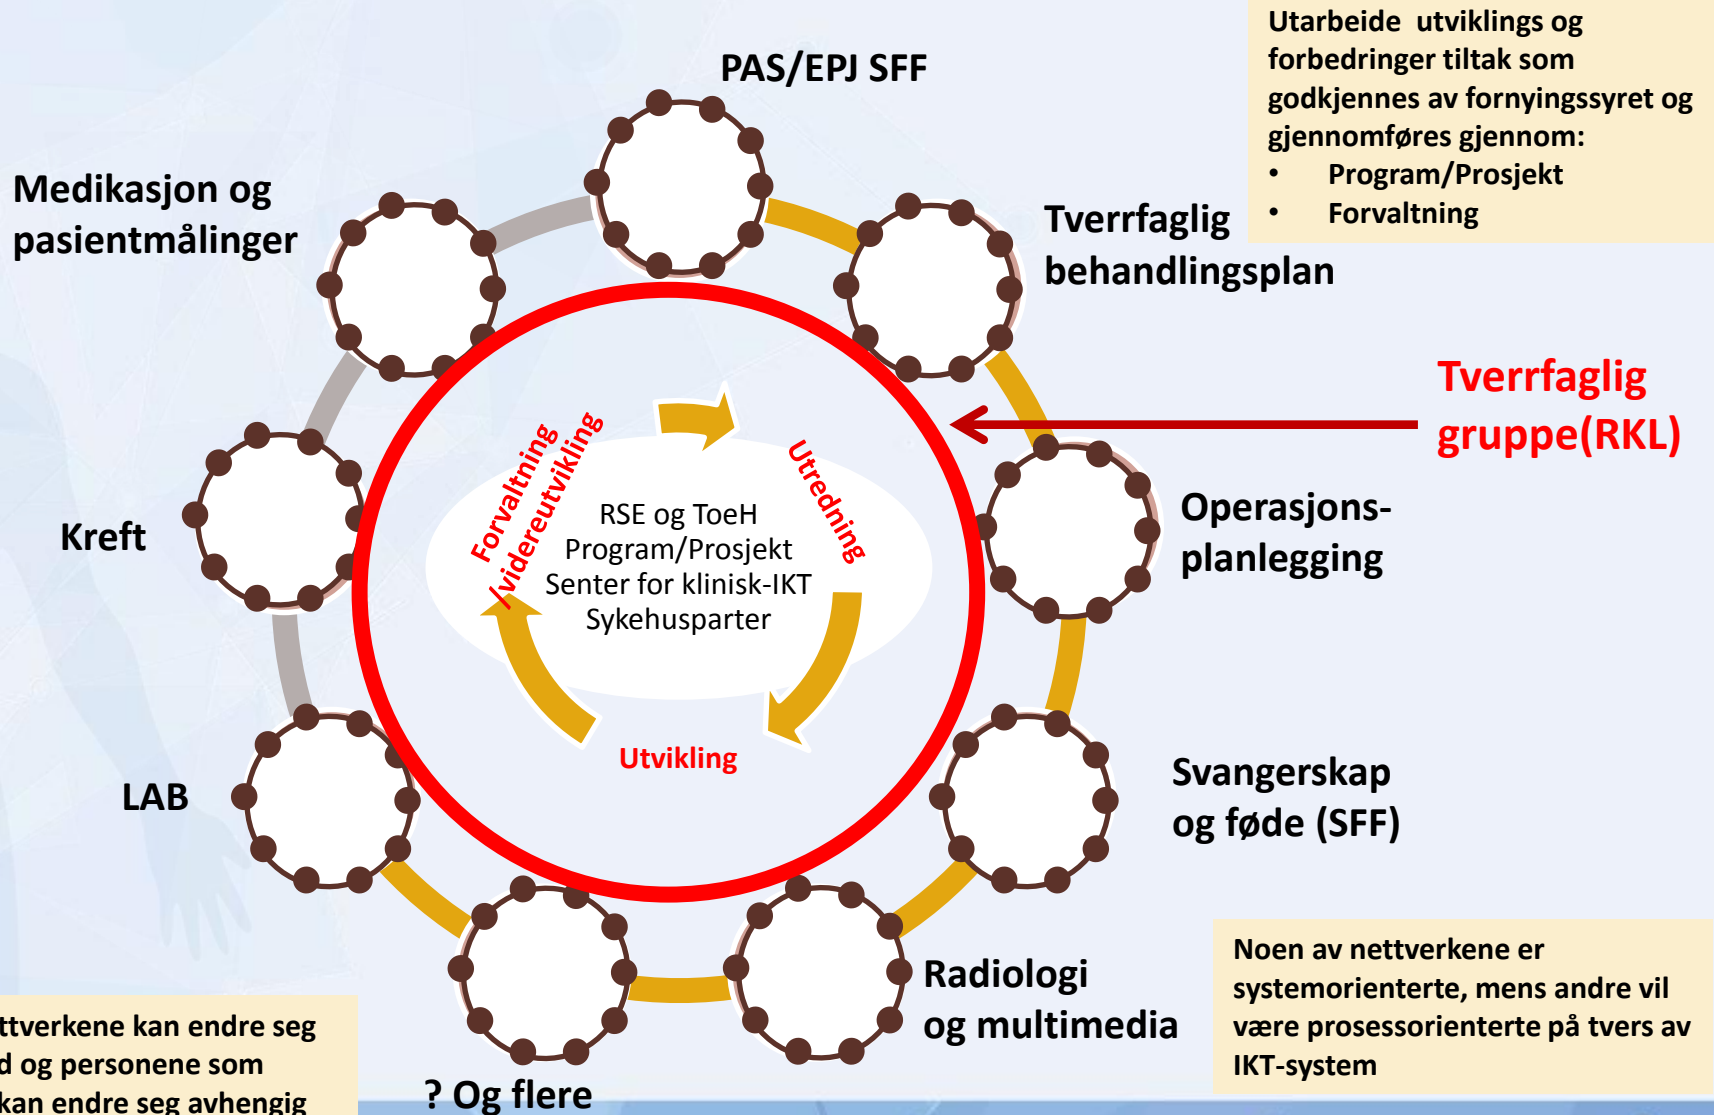 Utarbeide utviklings og
forbedringer tiltak som
godkjennes av fornyingssyret og
gjennomføres gjennom:
• Program/Prosjekt
• Forvaltning
PAS/EPJ SFF
Medikasjon og
pasientmålinger
Tverrfaglig
behandlingsplan
Tverrfaglig
gruppe(RKL)
Forvaltning
/videreutvikling
Utredning
RSE og ToeH
Program/Prosjekt
Senter for klinisk-IKT
Sykehusparter
Utvikling
Kreft
Operasjons-
planlegging
LAB
Svangerskap
og føde (SFF)
Radiologi
og multimedia
? Og flere
Noen av nettverkene er
systemorienterte, mens andre vil
være prosessorienterte på tvers av
IKT-system
ttverkene kan endre seg
d og personene som
kan endre seg avhengig